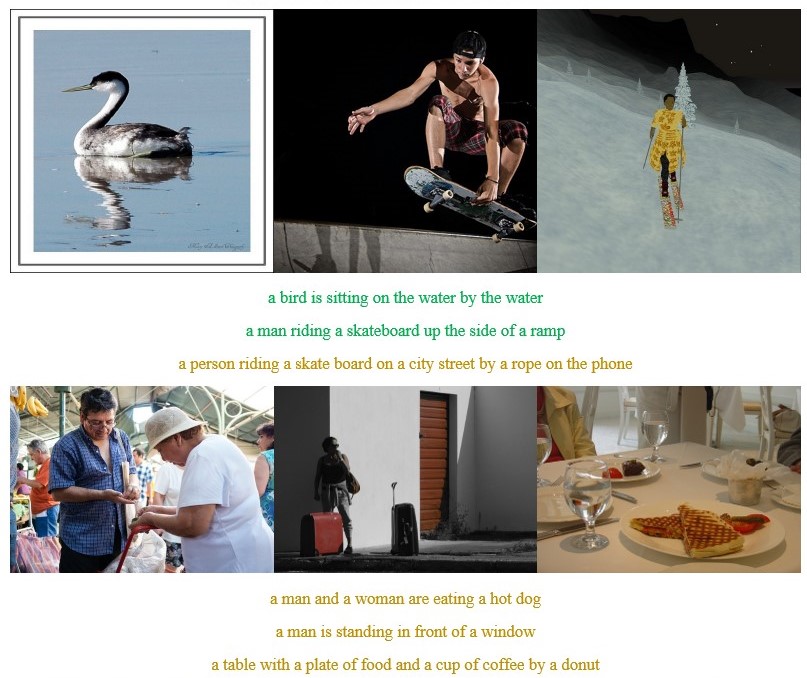 a bird is sitting on the water by the water
a man riding a skateboard up the side of a ramp
a person riding a skate board on a city street by a rope on the phone
a man and a woman are eating a hot dog
a man is standing in front of a window
a table with a plate of food and a cup of coffee by a donut